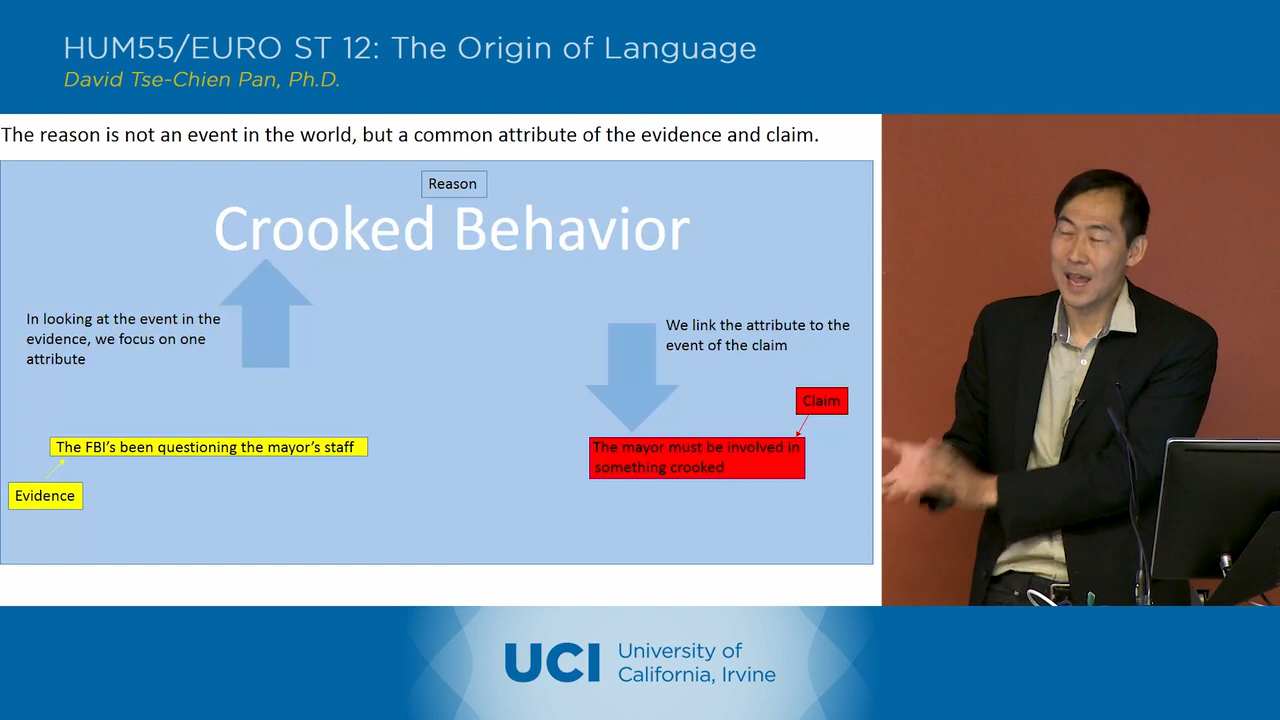 HUM55/EURO ST 12: The Origin of Language
David Tse-Chien Pan, Ph.D.
The reason is not an event in the world, but a common attribute of the evidence and claim.
Reason
Crooked Behavior
In looking at the event in the
evidence, we focus on one
attribute
We link the attribute to the
event of the claim
Claim
The FBI's been questioning the mayor's staff
The mayor must be involved in
something crooked
Evidence
UCI
University of
California, Irvine